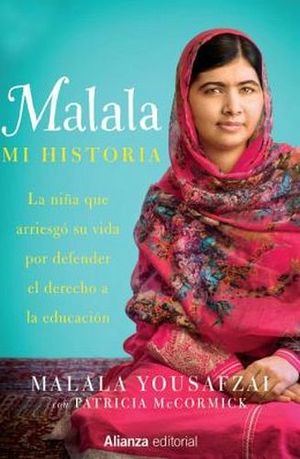 Malala
MI HISTORIA
La niña que
arriesgó su vida
por defender
el derecho a
la educación
MALALA YOUSAFZAI
con PATRICIA McCORMICK
Alianza editorial